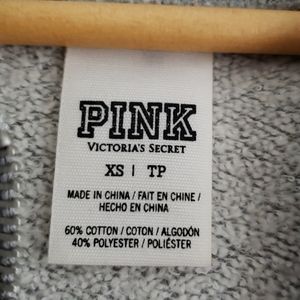 PINK
VICTORIA'S SECRET
XS | TP
MADE IN CHINA / FAIT EN CHINE /
HECHO EN CHINA
60% COTTON / COTON / ALGODÓN
40% POLYESTER / POLIÉSTER